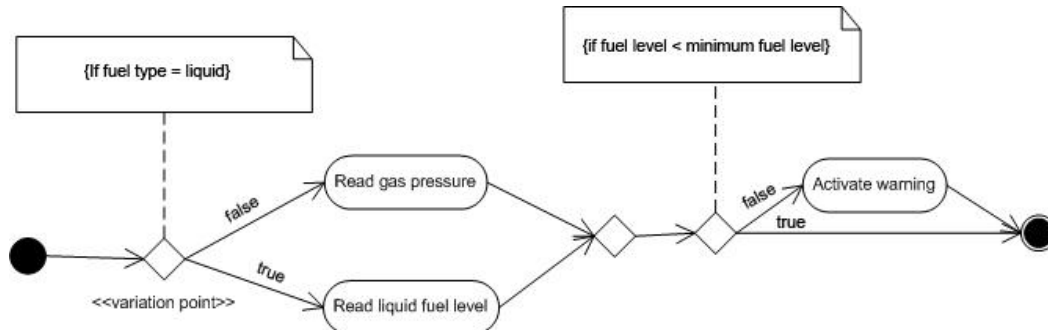 {If fuel type = liquid}
{if fuel level < minimum fuel level}
Read gas pressure
Activate warning
false
false
true
true
<<variation point>>
Read liquid fuel level